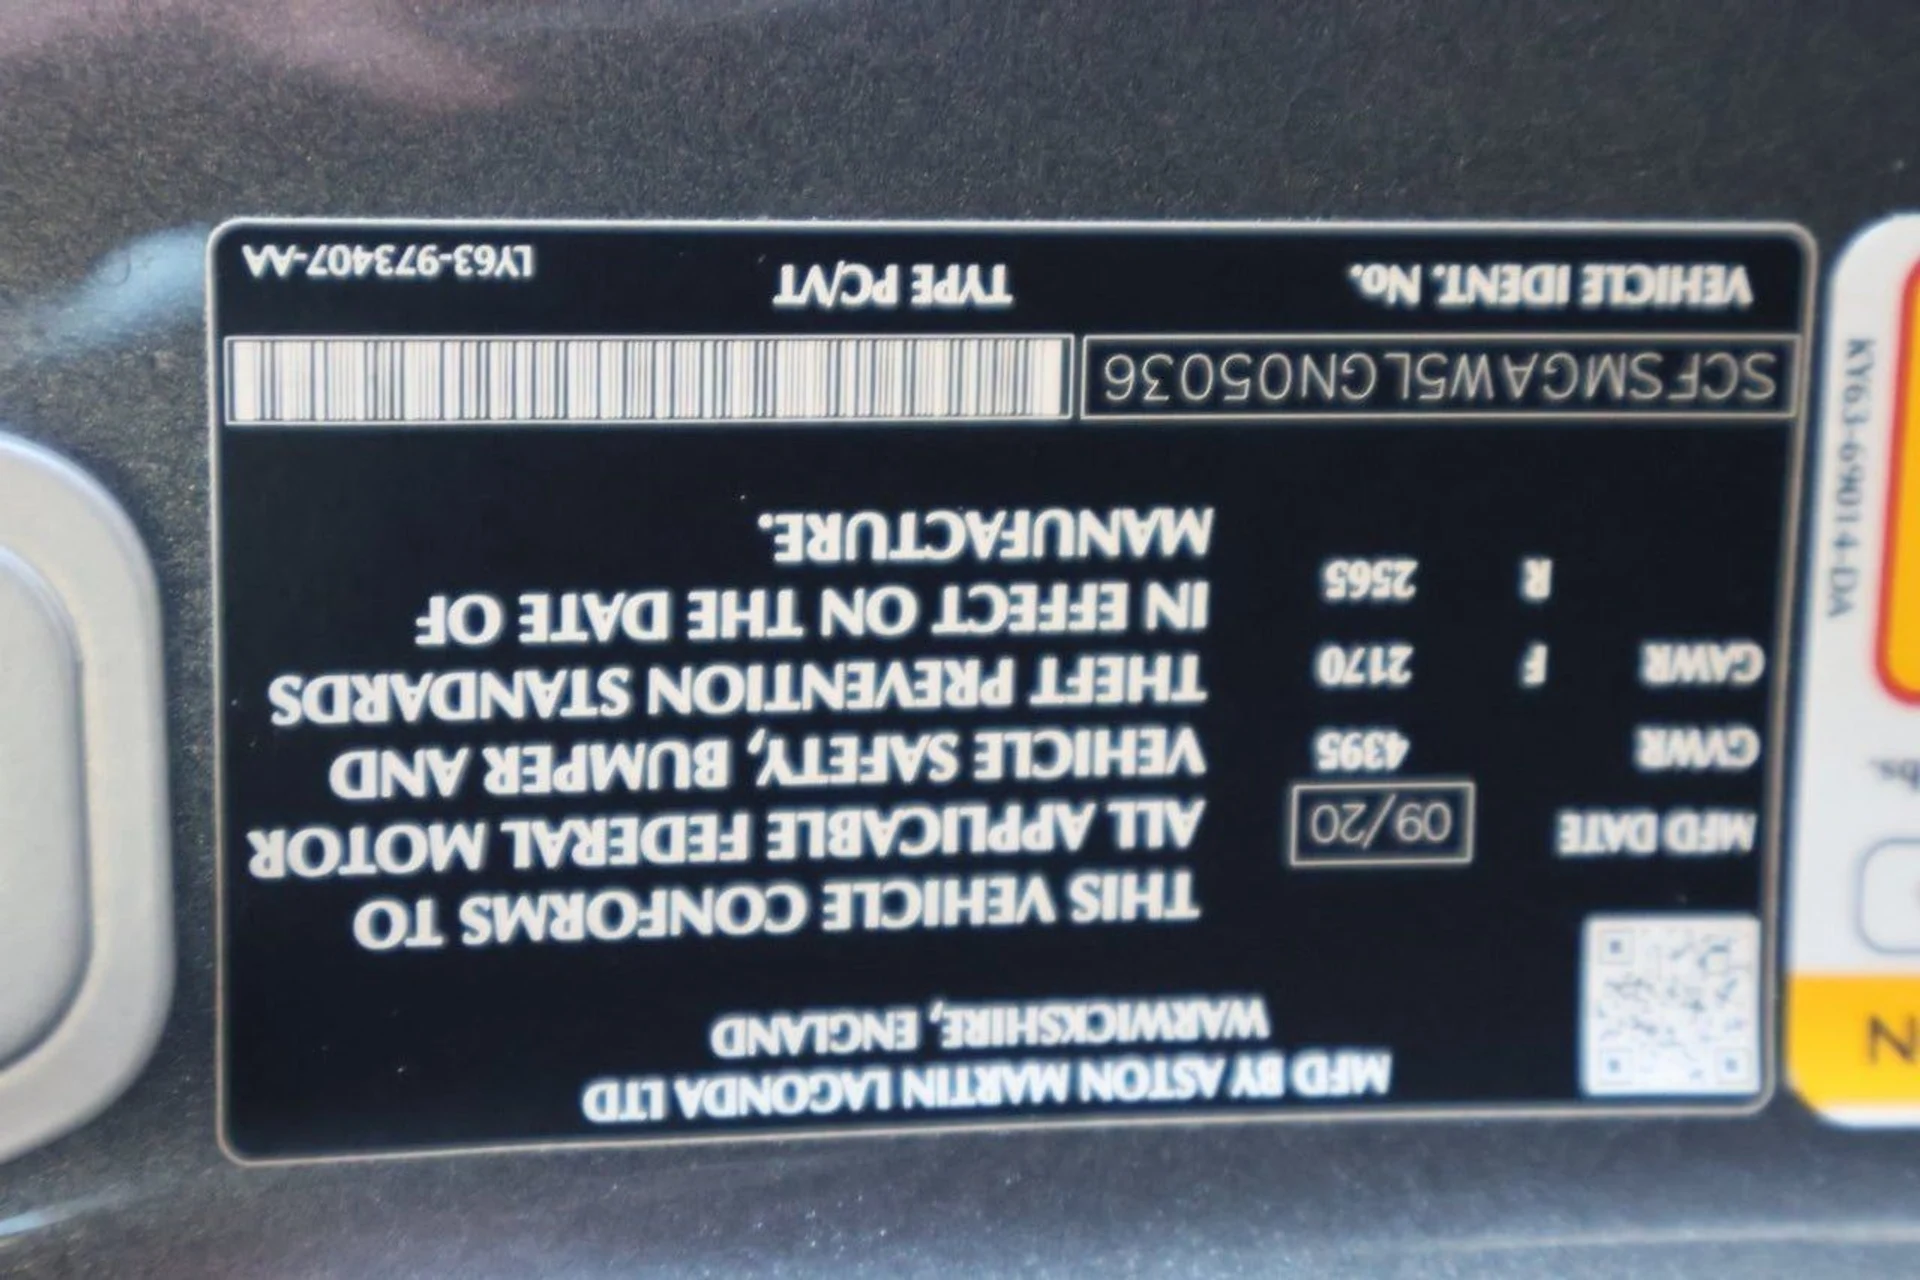 MFD BY ASTON MARTIN LAGONDA LTD
WARWICKSHIRE, ENGLAND
THIS VEHICLE CONFORMS TO
ALL APPLICABLE FEDERAL MOTOR
VEHICLE SAFETY, BUMPER AND
THEFT PREVENTION STANDARDS
IN EFFECT ON THE DATE OF
MANUFACTURE.
MFD DATE 09/20
GVWR 4395
GAWR F 2170
R 2565
SCFSMGAW5LGN05036
VEHICLE IDENT. No. TYPE PC/VT LY63-973407-AA
KY63-69014-DA
N
bs.